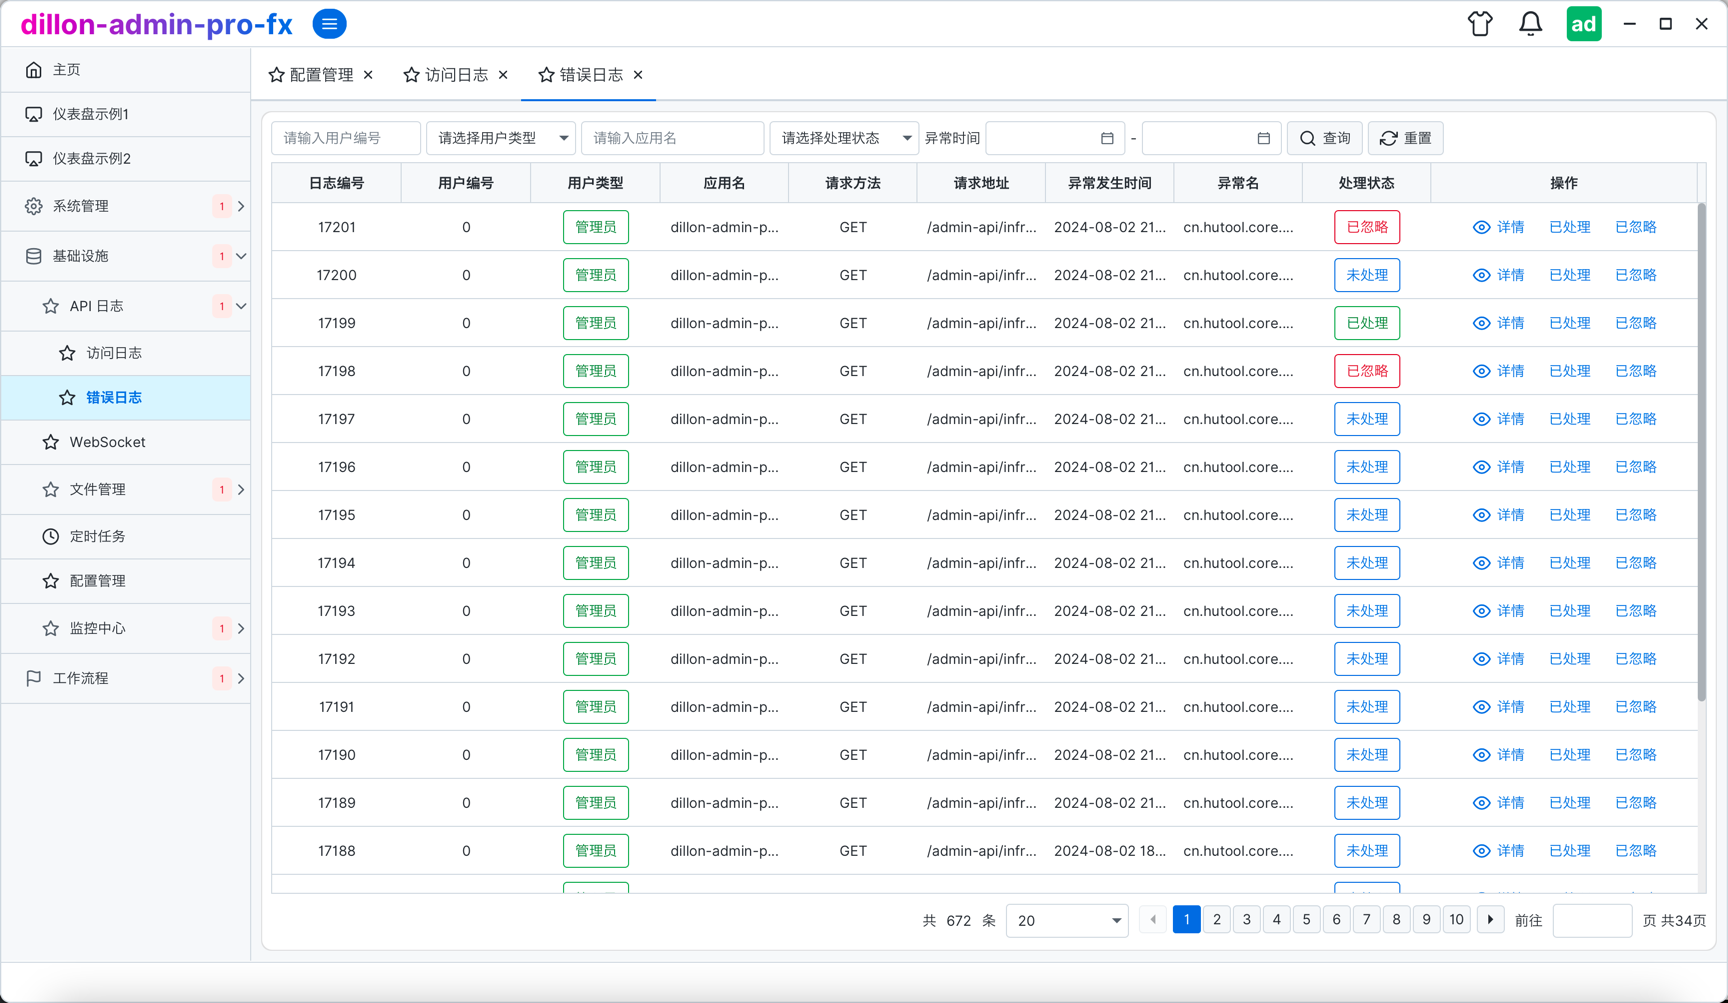 dillon-admin-pro-fx
ad
主页
仪表盘示例1
仪表盘示例2
系统管理 1
基础设施 1
API 日志 1
访问日志
错误日志
WebSocket
文件管理 1
定时任务
配置管理
监控中心 1
工作流程 1
配置管理 访问日志 错误日志
请输入用户编号 请选择用户类型 请输入应用名 请选择处理状态 异常时间 - 查询 重置
日志编号 用户编号 用户类型 应用名 请求方法 请求地址 异常发生时间 异常名 处理状态 操作
17201 0 管理员 dillon-admin-p... GET /admin-api/infr... 2024-08-02 21... cn.hutool.core.... 已忽略 详情 已处理 已忽略
17200 0 管理员 dillon-admin-p... GET /admin-api/infr... 2024-08-02 21... cn.hutool.core.... 未处理 详情 已处理 已忽略
17199 0 管理员 dillon-admin-p... GET /admin-api/infr... 2024-08-02 21... cn.hutool.core.... 已处理 详情 已处理 已忽略
17198 0 管理员 dillon-admin-p... GET /admin-api/infr... 2024-08-02 21... cn.hutool.core.... 已忽略 详情 已处理 已忽略
17197 0 管理员 dillon-admin-p... GET /admin-api/infr... 2024-08-02 21... cn.hutool.core.... 未处理 详情 已处理 已忽略
17196 0 管理员 dillon-admin-p... GET /admin-api/infr... 2024-08-02 21... cn.hutool.core.... 未处理 详情 已处理 已忽略
17195 0 管理员 dillon-admin-p... GET /admin-api/infr... 2024-08-02 21... cn.hutool.core.... 未处理 详情 已处理 已忽略
17194 0 管理员 dillon-admin-p... GET /admin-api/infr... 2024-08-02 21... cn.hutool.core.... 未处理 详情 已处理 已忽略
17193 0 管理员 dillon-admin-p... GET /admin-api/infr... 2024-08-02 21... cn.hutool.core.... 未处理 详情 已处理 已忽略
17192 0 管理员 dillon-admin-p... GET /admin-api/infr... 2024-08-02 21... cn.hutool.core.... 未处理 详情 已处理 已忽略
17191 0 管理员 dillon-admin-p... GET /admin-api/infr... 2024-08-02 21... cn.hutool.core.... 未处理 详情 已处理 已忽略
17190 0 管理员 dillon-admin-p... GET /admin-api/infr... 2024-08-02 21... cn.hutool.core.... 未处理 详情 已处理 已忽略
17189 0 管理员 dillon-admin-p... GET /admin-api/infr... 2024-08-02 21... cn.hutool.core.... 未处理 详情 已处理 已忽略
17188 0 管理员 dillon-admin-p... GET /admin-api/infr... 2024-08-02 18... cn.hutool.core.... 未处理 详情 已处理 已忽略
共 672 条 20 1 2 3 4 5 6 7 8 9 10 前往 页 共34页